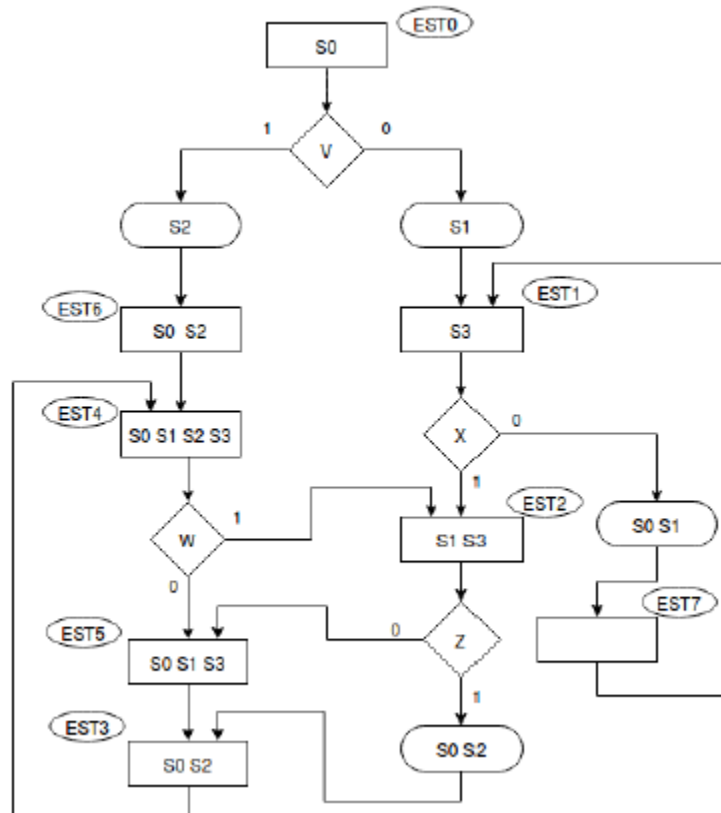 EST0
S0
1
0
V
S2
S1
EST6
EST1
S0 S2
S3
EST4
S0 S1 S2 S3
X
0
1
EST2
W
1
S1 S3
S0 S1
0
EST7
EST5
0
Z
S0 S1 S3
1
EST3
S0 S2
S0 S2